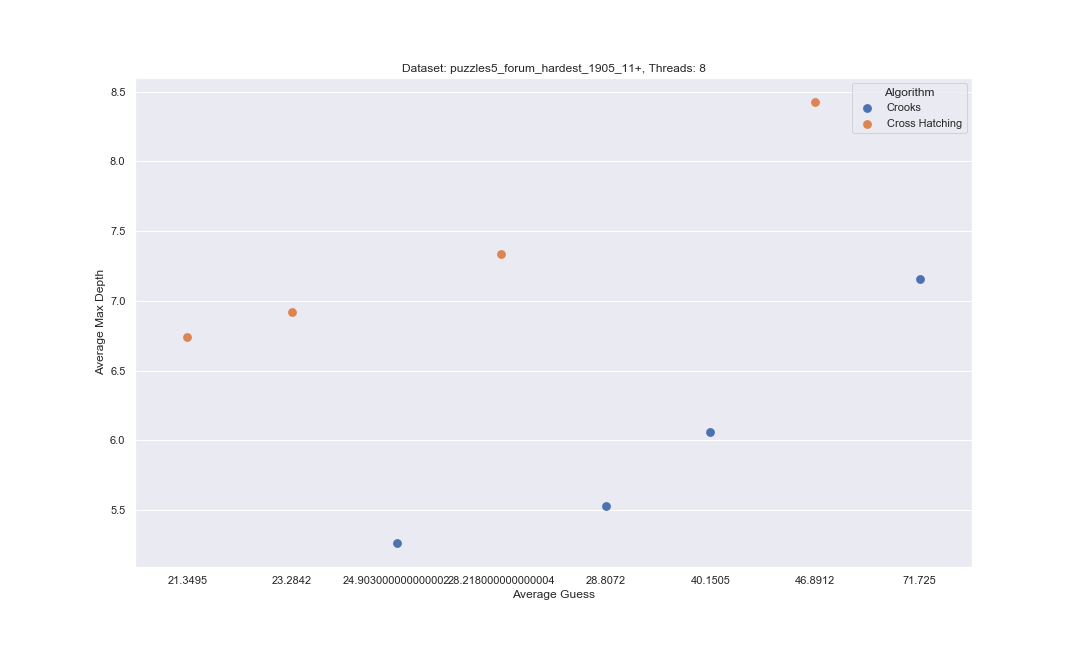 Dataset: puzzles5_forum_hardest_1905_11+, Threads: 8
Algorithm
Crooks
Cross Hatching
Average Max Depth
8.5
8.0
7.5
7.0
6.5
6.0
5.5
21.3495 23.2842 24.903000000000002 28.218000000000004 28.8072 40.1505 46.8912 71.725
Average Guess